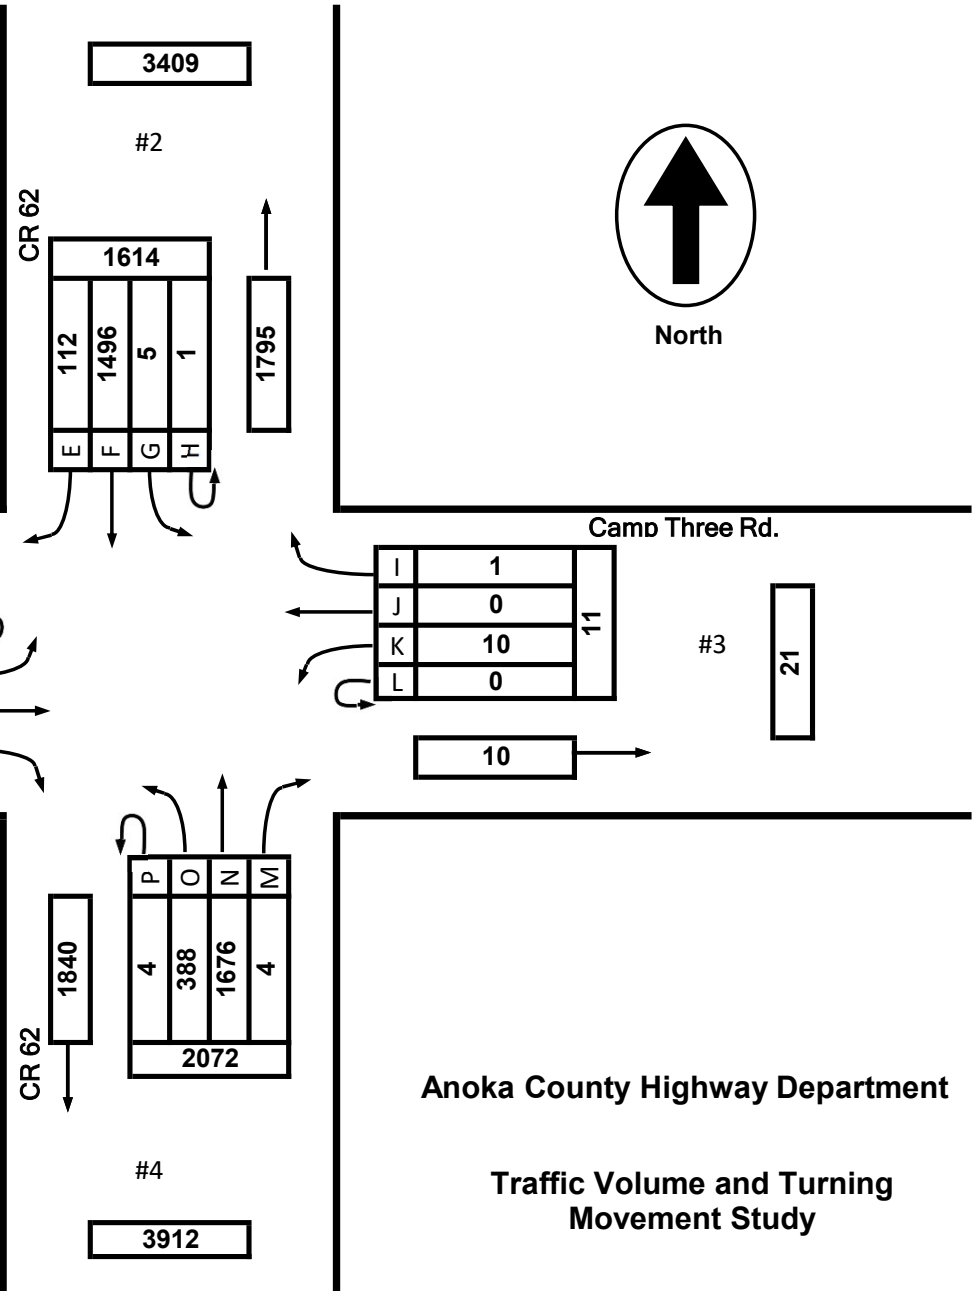 3409
#2
CR 62
1614
112
1496
5
1
1795
E
F
G
H
North
Camp Three Rd.
I 1
J 0
K 10
L 0
11
#3
21
10
P
O
N
M
4
388
1676
4
2072
1840
CR 62
#4
3912
Anoka County Highway Department
Traffic Volume and Turning
Movement Study